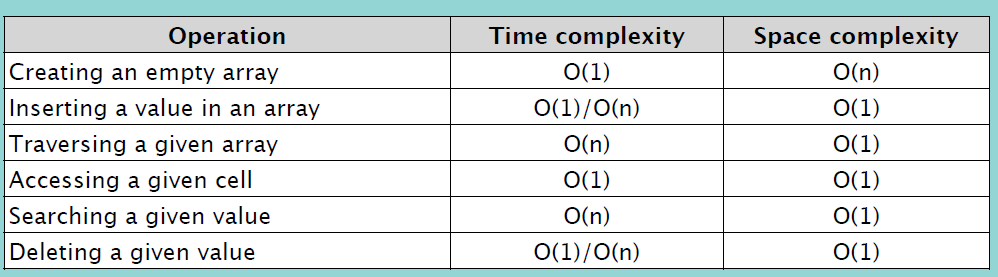 Operation Time complexity Space complexity
Creating an empty array O(1) O(n)
Inserting a value in an array O(1)/O(n) O(1)
Traversing a given array O(n) O(1)
Accessing a given cell O(1) O(1)
Searching a given value O(n) O(1)
Deleting a given value O(1)/O(n) O(1)